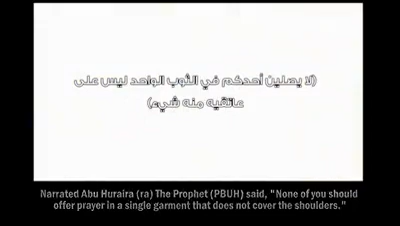 (لا يصلين أحدكم في الثوب الواحد ليس على
عاتقيه منه شيء)
Narrated Abu Huraira (ra) The Prophet (PBUH) said, "None of you should
offer prayer in a single garment that does not cover the shoulders."